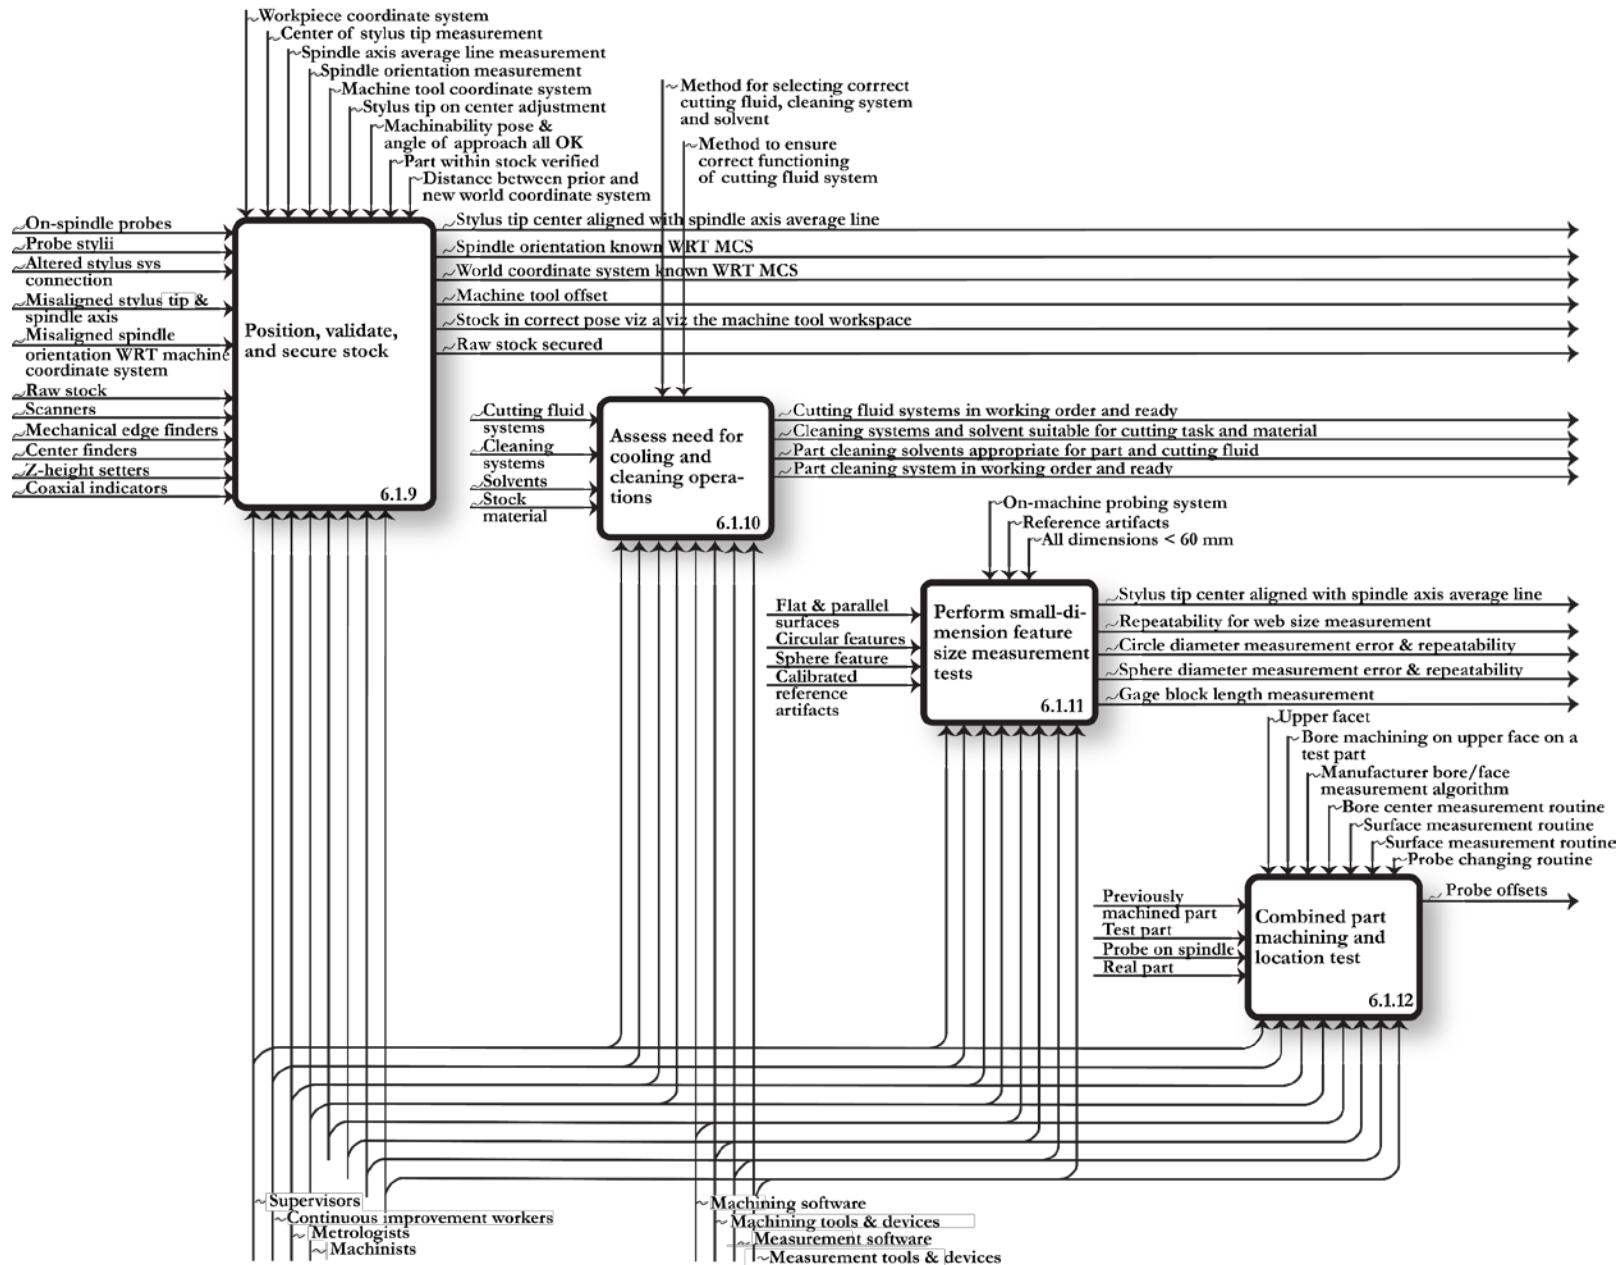 Workpiece coordinate system
Center of stylus tip measurement
Spindle axis average line measurement
Spindle orientation measurement
Machine tool coordinate system
Stylus tip on center adjustment
Machinability pose &
angle of approach all OK
Part within stock verified
Distance between prior and
new world coordinate system
Method for selecting corrrect
cutting fluid, cleaning system
and solvent
Method to ensure
correct functioning
of cutting fluid system
On-spindle probes
Probe stylii
Altered stylus sys
connection
Misaligned stylus tip &
spindle axis
Misaligned spindle
orientation WRT machine
coordinate system
Raw stock
Scanners
Mechanical edge finders
Center finders
Z-height setters
Coaxial indicators
Position, validate,
and secure stock
6.1.9
Stylus tip center aligned with spindle axis average line
Spindle orientation known WRT MCS
World coordinate system known WRT MCS
Machine tool offset
Stock in correct pose viz a viz the machine tool workspace
Raw stock secured
Cutting fluid
systems
Cleaning
systems
Solvents
Stock
material
Assess need for
cooling and
cleaning opera-
tions
6.1.10
Cutting fluid systems in working order and ready
Cleaning systems and solvent suitable for cutting task and material
Part cleaning solvents appropriate for part and cutting fluid
Part cleaning system in working order and ready
On-machine probing system
Reference artifacts
All dimensions < 60 mm
Flat & parallel
surfaces
Circular features
Sphere feature
Calibrated
reference
artifacts
Perform small-di-
mension feature
size measurement
tests
6.1.11
Stylus tip center aligned with spindle axis average line
Repeatability for web size measurement
Circle diameter measurement error & repeatability
Sphere diameter measurement error & repeatability
Gage block length measurement
Upper facet
Bore machining on upper face on a
test part
Manufacturer bore/face
measurement algorithm
Bore center measurement routine
Surface measurement routine
Surface measurement routine
Probe changing routine
Previously
machined part
Test part
Probe on spindle
Real part
Combined part
machining and
location test
6.1.12
Probe offsets
Supervisors
Continuous improvement workers
Metrologists
Machinists
Machining software
Machining tools & devices
Measurement software
Measurement tools & devices